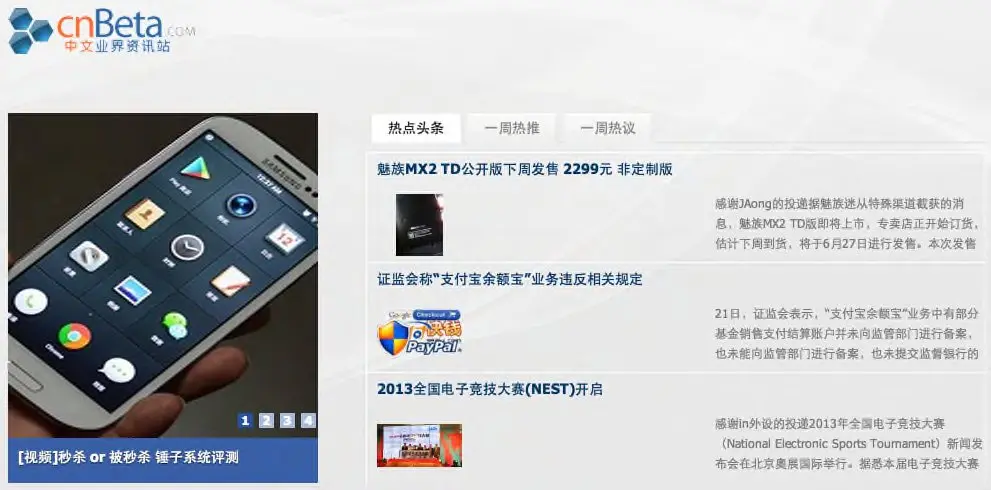 cnBeta.COM
中文业界资讯站
SAMSUNG
12:37 AM
Play 商店
12
Chrome
1 2 3 4
[视频]秒杀 or 被秒杀 锤子系统评测
热点头条 一周热推 一周热议
魅族MX2 TD公开版下周发售 2299元 非定制版
感谢JAong的投递据魅族迷从特殊渠道截获的消
息，魅族MX2 TD版即将上市，专卖店正开始订货，
估计下周到货，将于6月27日进行发售。本次发售
证监会称“支付宝余额宝”业务违反相关规定
Google Checkout
快钱
PayPal
21日，证监会表示，“支付宝余额宝”业务中有部分
基金销售支付结算账户并未向监管部门进行备案，
也未能向监管部门进行备案，也未提交监督银行的
2013全国电子竞技大赛(NEST)开启
感谢in外设的投递2013年全国电子竞技大赛
（National Electronic Sports Tournament）新闻发
布会在北京奥展国际举行。据悉本届电子竞技大赛